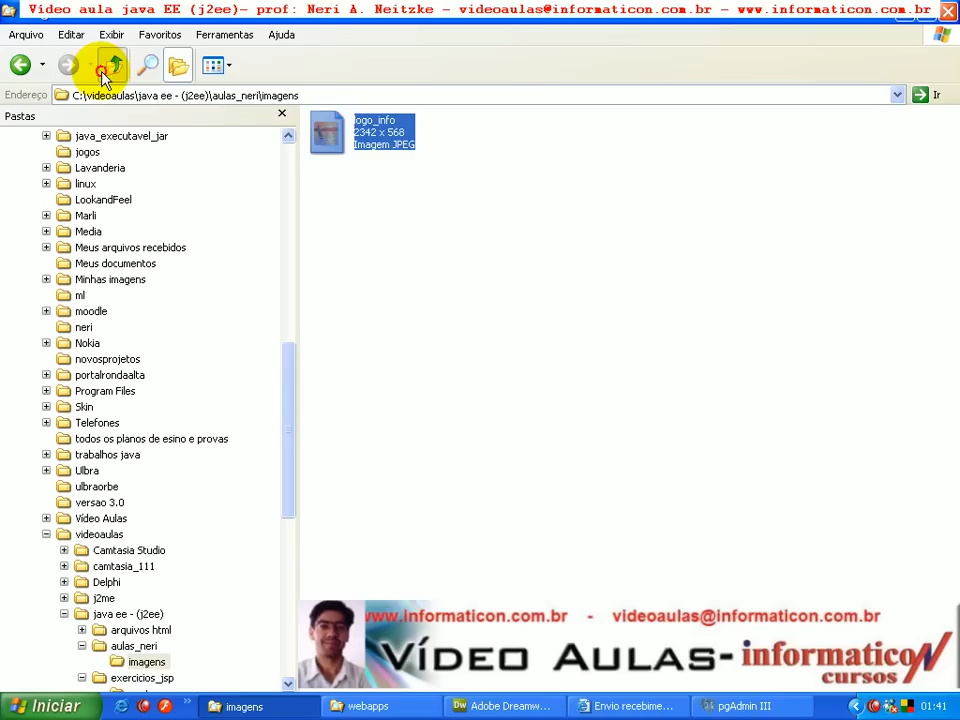 Vídeo aula java EE (j2ee)– prof: Neri A. Neitzke – videoaulas@informaticon.com.br – www.informaticon.com.br
Arquivo Editar Exibir Favoritos Ferramentas Ajuda
Endereço C:\videoaulas\java ee - (j2ee)\aulas_neri\imagens Ir
Pastas
java_executavel_jar
jogos
Lavanderia
linux
LookandFeel
Marli
Media
Meus arquivos recebidos
Meus documentos
Minhas imagens
ml
moodle
neri
Nokia
novosprojetos
portalrondaalta
Program Files
Skin
Telefones
todos os planos de esino e provas
trabalhos java
Ulbra
ulbraorbe
versao 3.0
Vídeo Aulas
videoaulas
Camtasia Studio
camtasia_111
Delphi
j2me
java ee - (j2ee)
arquivos html
aulas_neri
imagens
exercicios_jsp
logo_info
2342 x 568
Imagem JPEG
www.informaticon.com.br - videoaulas@informaticon.com.br
VÍDEO AULAS-informaticoN
CURSOS
Iniciar imagens webapps Adobe Dreamw... Envio recebime... pgAdmin III 01:41